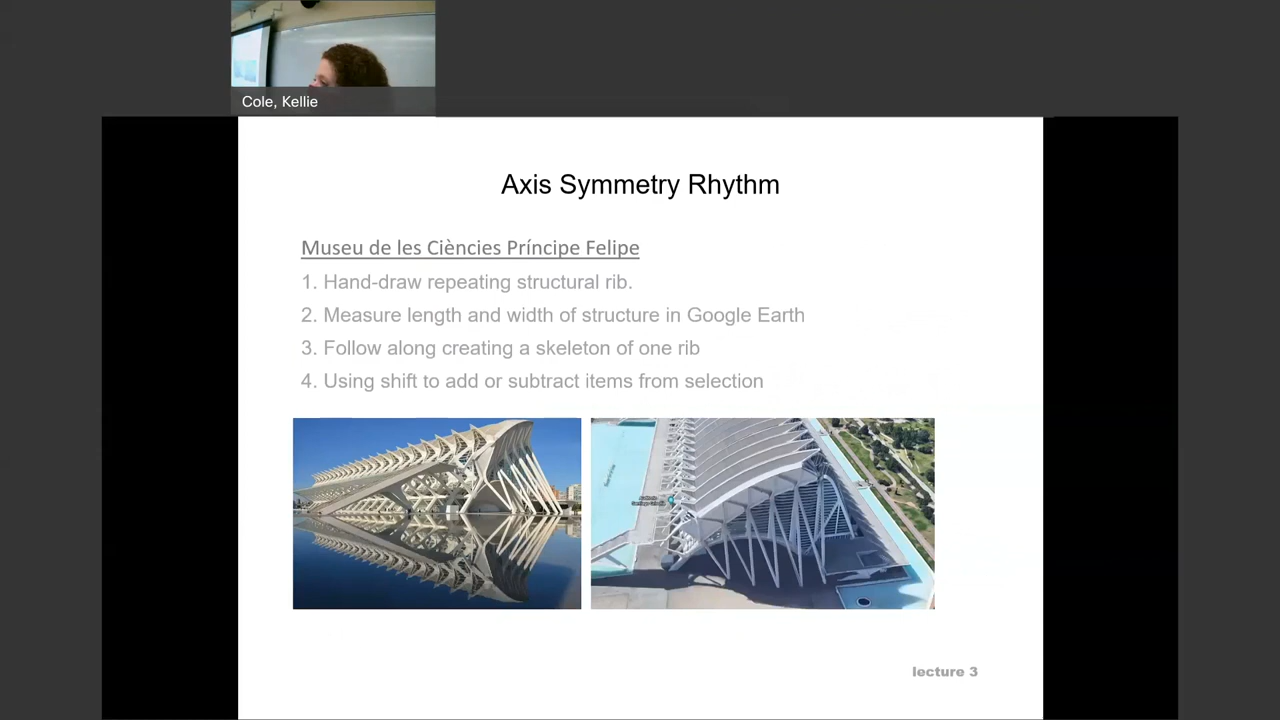 Cole, Kellie
Axis Symmetry Rhythm
Museu de les Ciències Príncipe Felipe
1. Hand-draw repeating structural rib.
2. Measure length and width of structure in Google Earth
3. Follow along creating a skeleton of one rib
4. Using shift to add or subtract items from selection
lecture 3